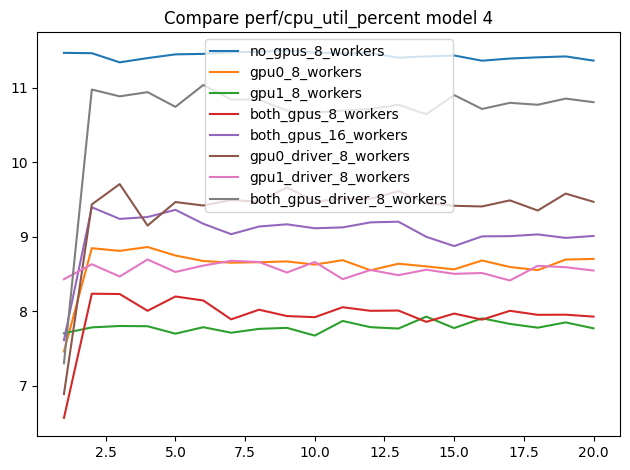 Compare perf/cpu_util_percent model 4
no_gpus_8_workers
gpu0_8_workers
gpu1_8_workers
both_gpus_8_workers
both_gpus_16_workers
gpu0_driver_8_workers
gpu1_driver_8_workers
both_gpus_driver_8_workers
11
10
9
8
7
2.5 5.0 7.5 10.0 12.5 15.0 17.5 20.0